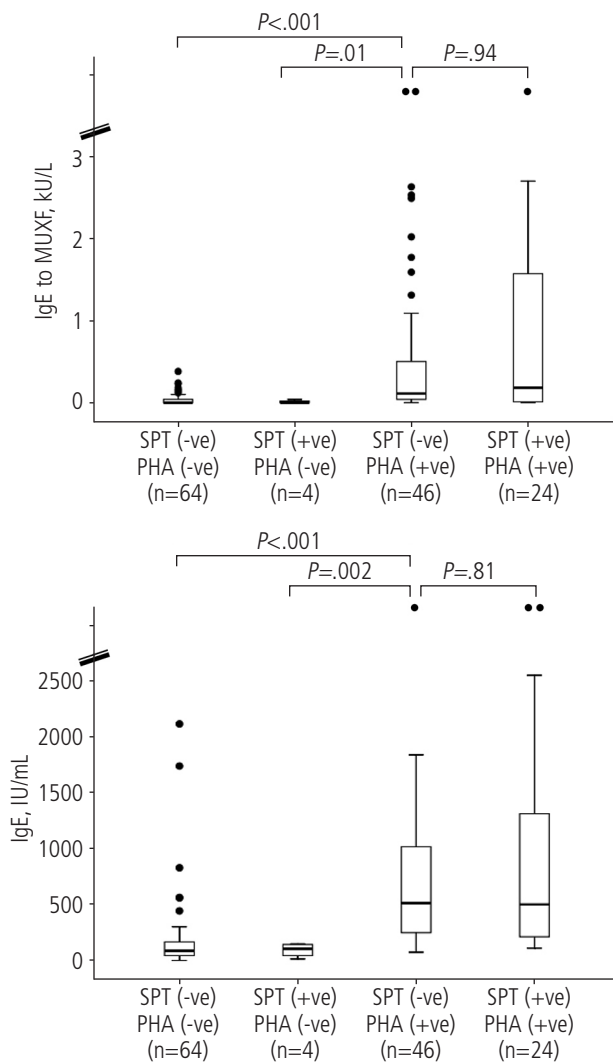 P<.001
P=.01 P=.94
IgE to MUXF, kU/L
3
2
1
0
SPT (-ve) SPT (+ve) SPT (-ve) SPT (+ve)
PHA (-ve) PHA (-ve) PHA (+ve) PHA (+ve)
(n=64) (n=4) (n=46) (n=24)
P<.001
P=.002 P=.81
IgE, IU/mL
2500
2000
1500
1000
500
0
SPT (-ve) SPT (+ve) SPT (-ve) SPT (+ve)
PHA (-ve) PHA (-ve) PHA (+ve) PHA (+ve)
(n=64) (n=4) (n=46) (n=24)